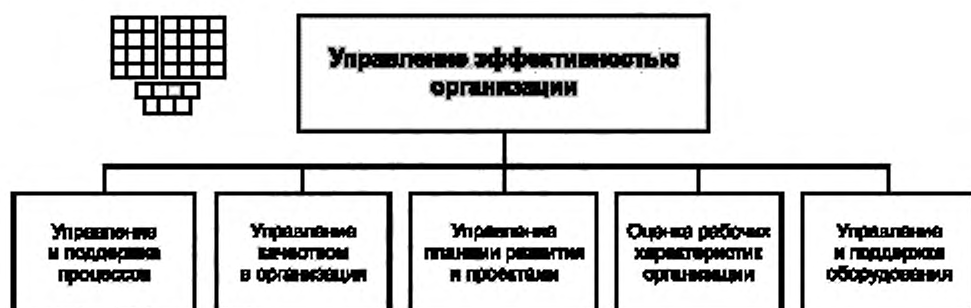 Управление эффективностью
организации
Управление
и поддержка
процессов
Управление
качеством
в организации
Управление
планами развития
и проектами
Оценка рабочих
характеристик
организации
Управление
и поддержка
оборудования